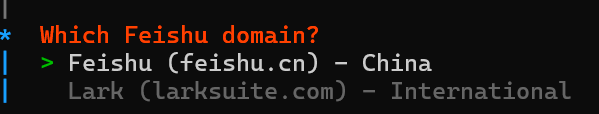 * Which Feishu domain?
> Feishu (feishu.cn) - China
Lark (larksuite.com) - International